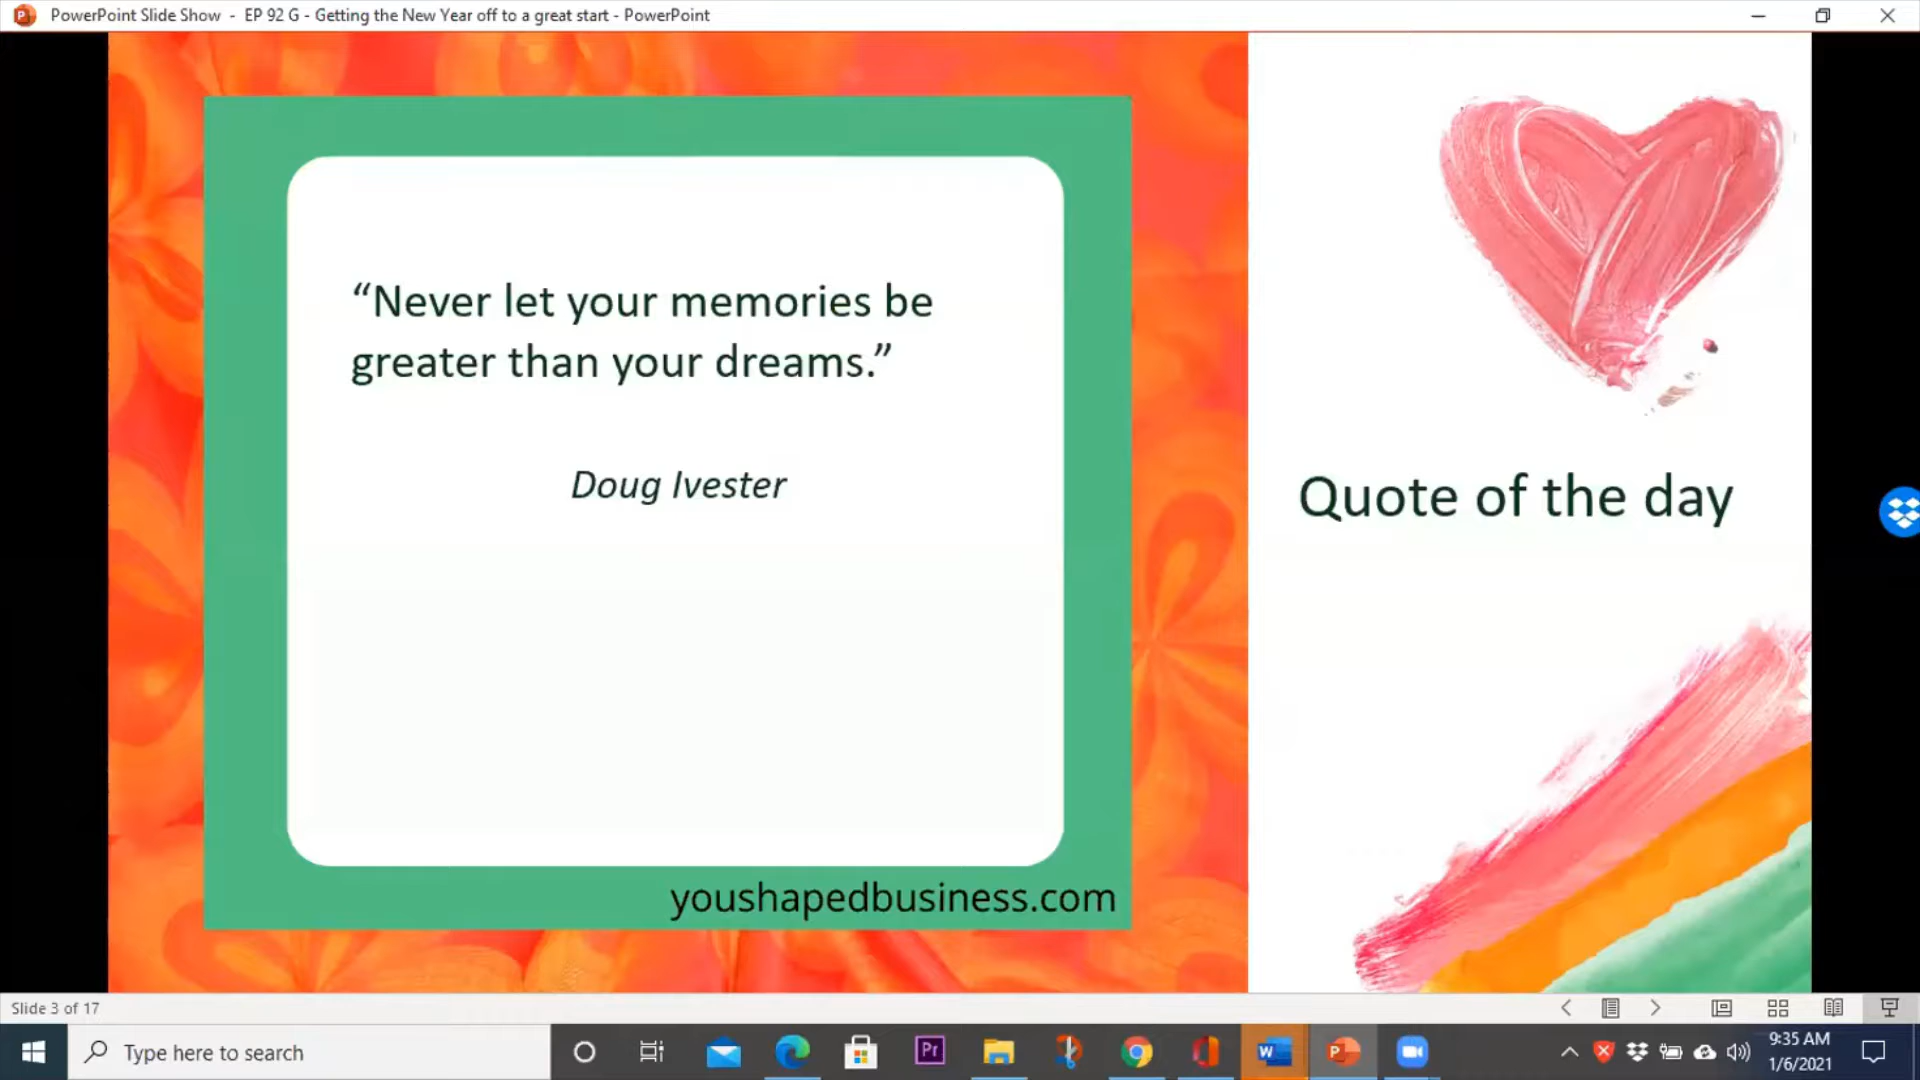 PowerPoint Slide Show - EP 92 G - Getting the New Year off to a great start - PowerPoint
“Never let your memories be
greater than your dreams.”
Doug Ivester
youshapedbusiness.com
Quote of the day
Slide 3 of 17
Type here to search
Pr
9:35 AM
1/6/2021